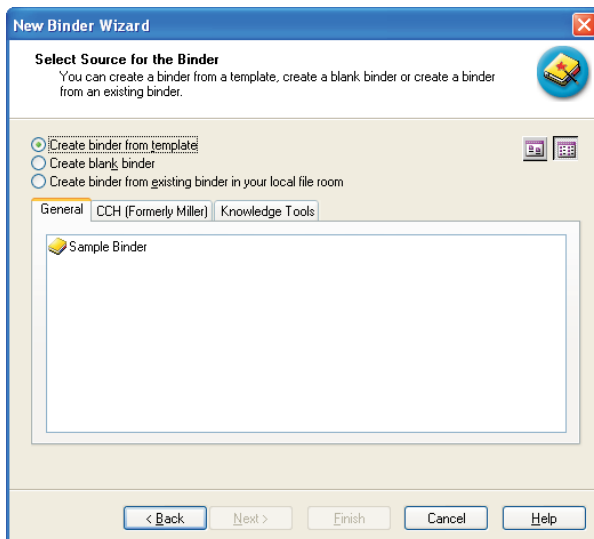 New Binder Wizard
Select Source for the Binder
You can create a binder from a template, create a blank binder or create a binder
from an existing binder.
Create binder from template
Create blank binder
Create binder from existing binder in your local file room
General CCH (Formerly Miller) Knowledge Tools
Sample Binder
< Back Next > Finish Cancel Help